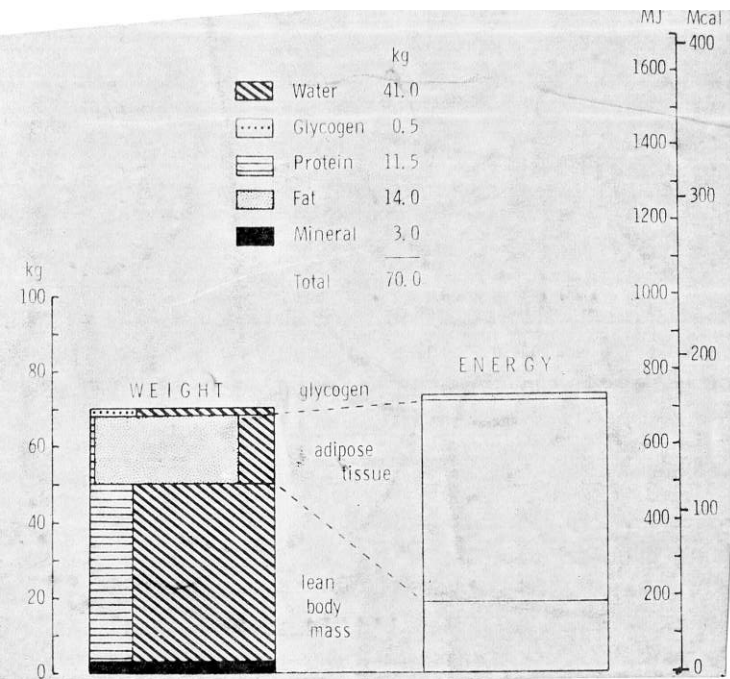 MJ Mcal
kg
Water 41.0
Glycogen 0.5
Protein 11.5
Fat 14.0
Mineral 3.0
Total 70.0
400
1600
1400
300
1200
1000
800
200
600
400
100
200
0
0
kg
100
80
60
40
20
0
WEIGHT
glycogen
adipose
tissue
lean
body
mass
ENERGY